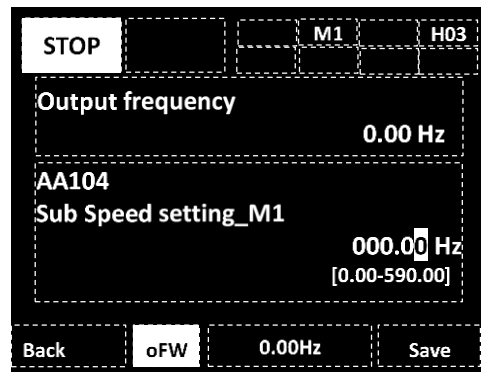 STOP M1 H03
Output frequency
0.00 Hz
AA104
Sub Speed setting_M1
000.00 Hz
[0.00-590.00]
Back oFW 0.00Hz Save